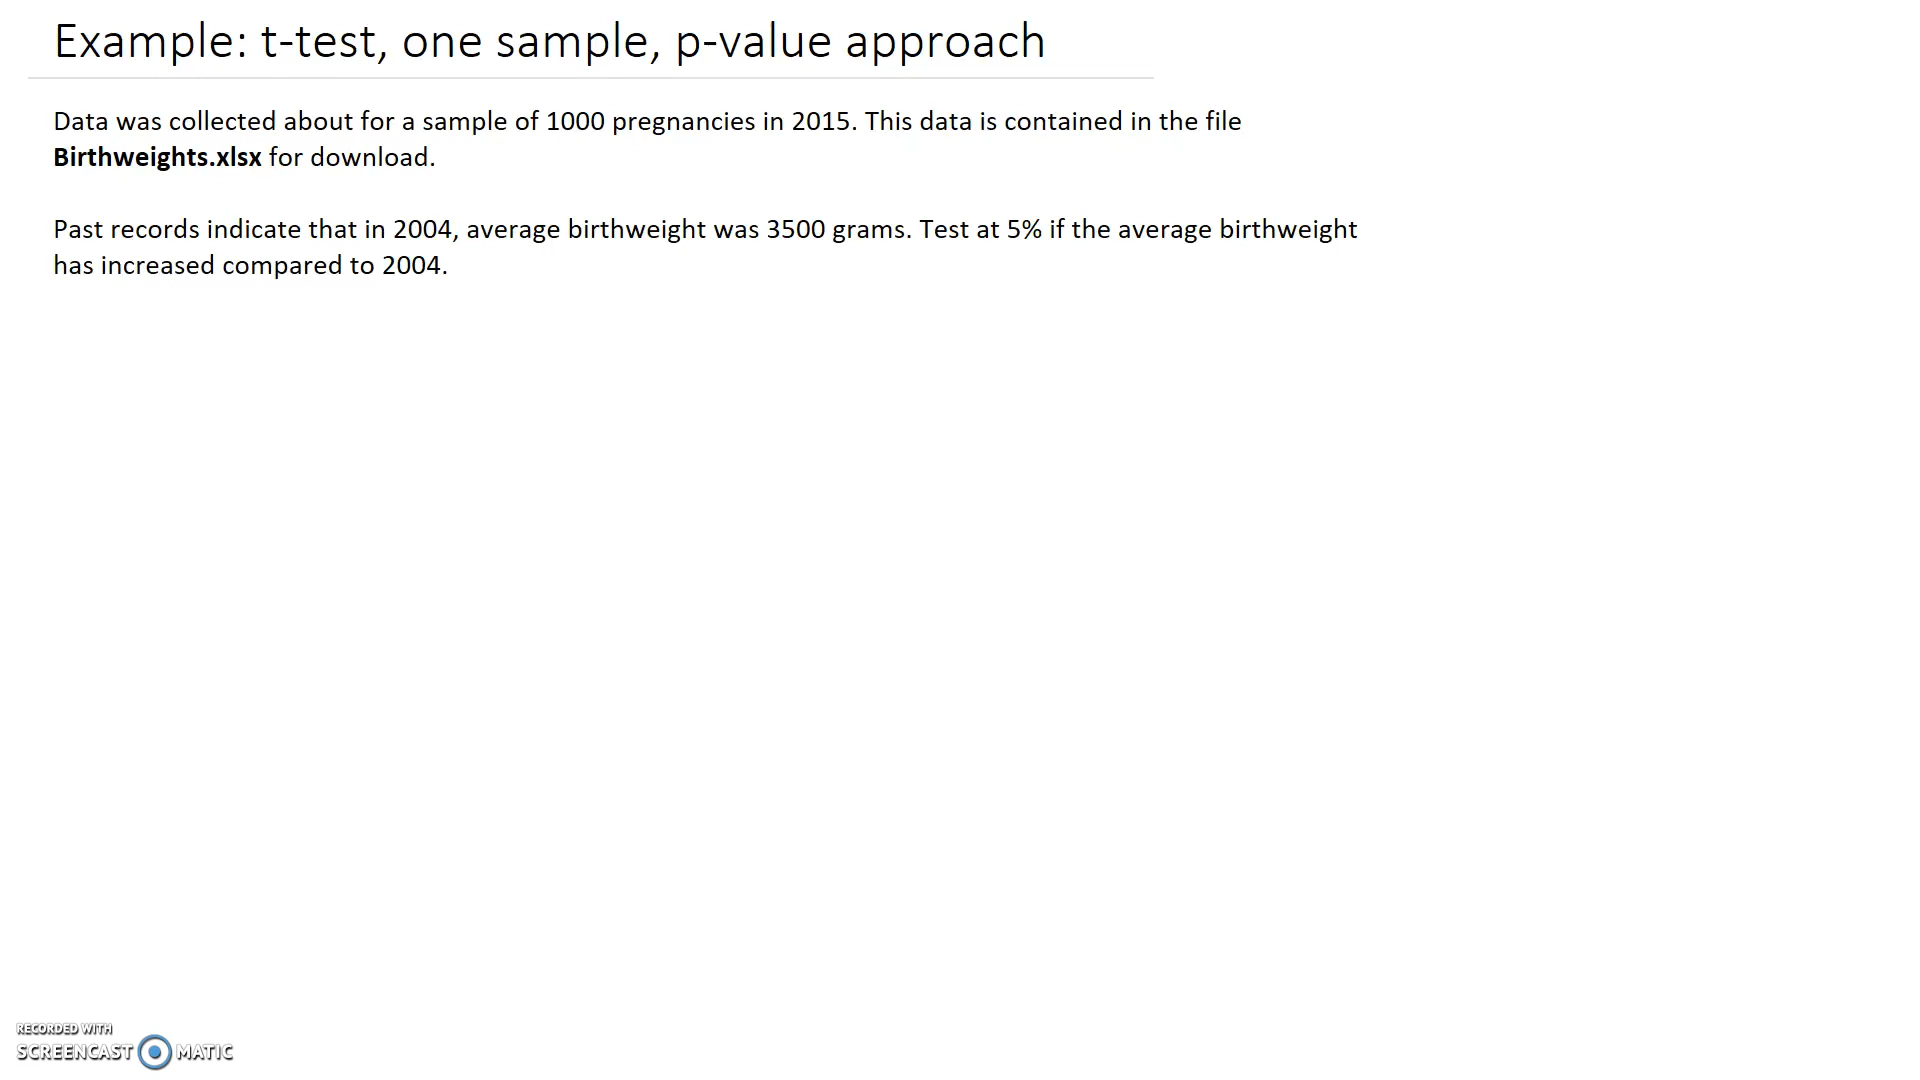 Example: t-test, one sample, p-value approach
Data was collected about for a sample of 1000 pregnancies in 2015. This data is contained in the file
Birthweights.xlsx for download.
Past records indicate that in 2004, average birthweight was 3500 grams. Test at 5% if the average birthweight
has increased compared to 2004.
RECORDED WITH
SCREENCAST MATIC